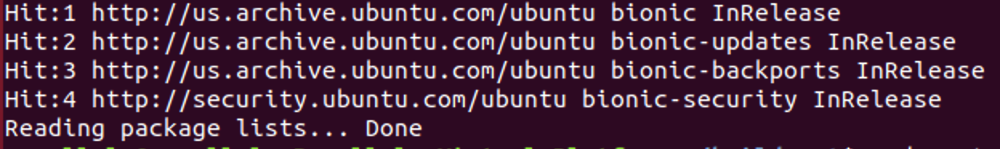 Hit:1 http://us.archive.ubuntu.com/ubuntu bionic InRelease
Hit:2 http://us.archive.ubuntu.com/ubuntu bionic-updates InRelease
Hit:3 http://us.archive.ubuntu.com/ubuntu bionic-backports InRelease
Hit:4 http://security.ubuntu.com/ubuntu bionic-security InRelease
Reading package lists... Done